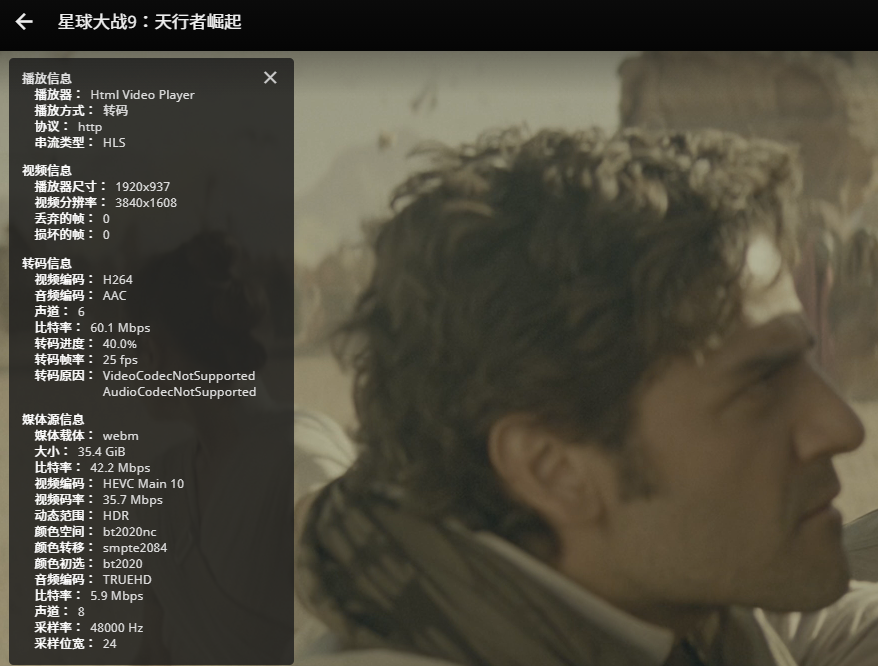 星球大战9：天行者崛起
播放信息
播放器： Html Video Player
播放方式： 转码
协议： http
串流类型： HLS
视频信息
播放器尺寸： 1920x937
视频分辨率： 3840x1608
丢弃的帧： 0
损坏的帧： 0
转码信息
视频编码： H264
音频编码： AAC
声道： 6
比特率： 60.1 Mbps
转码进度： 40.0%
转码帧率： 25 fps
转码原因： VideoCodecNotSupported
AudioCodecNotSupported
媒体源信息
媒体载体： webm
大小： 35.4 GiB
比特率： 42.2 Mbps
视频编码： HEVC Main 10
视频码率： 35.7 Mbps
动态范围： HDR
颜色空间： bt2020nc
颜色转移： smpte2084
颜色初选： bt2020
音频编码： TRUEHD
比特率： 5.9 Mbps
声道： 8
采样率： 48000 Hz
采样位宽： 24